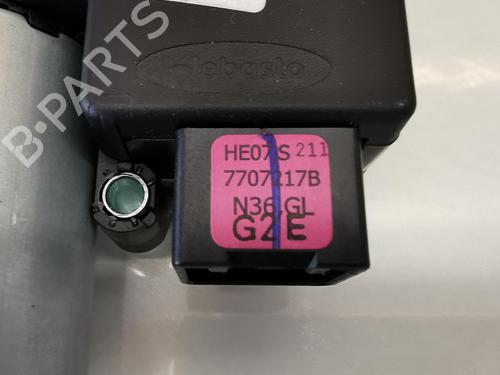 B-PARTS
Webasto
HE07 S 211
7707217B
N36 GL
G2E